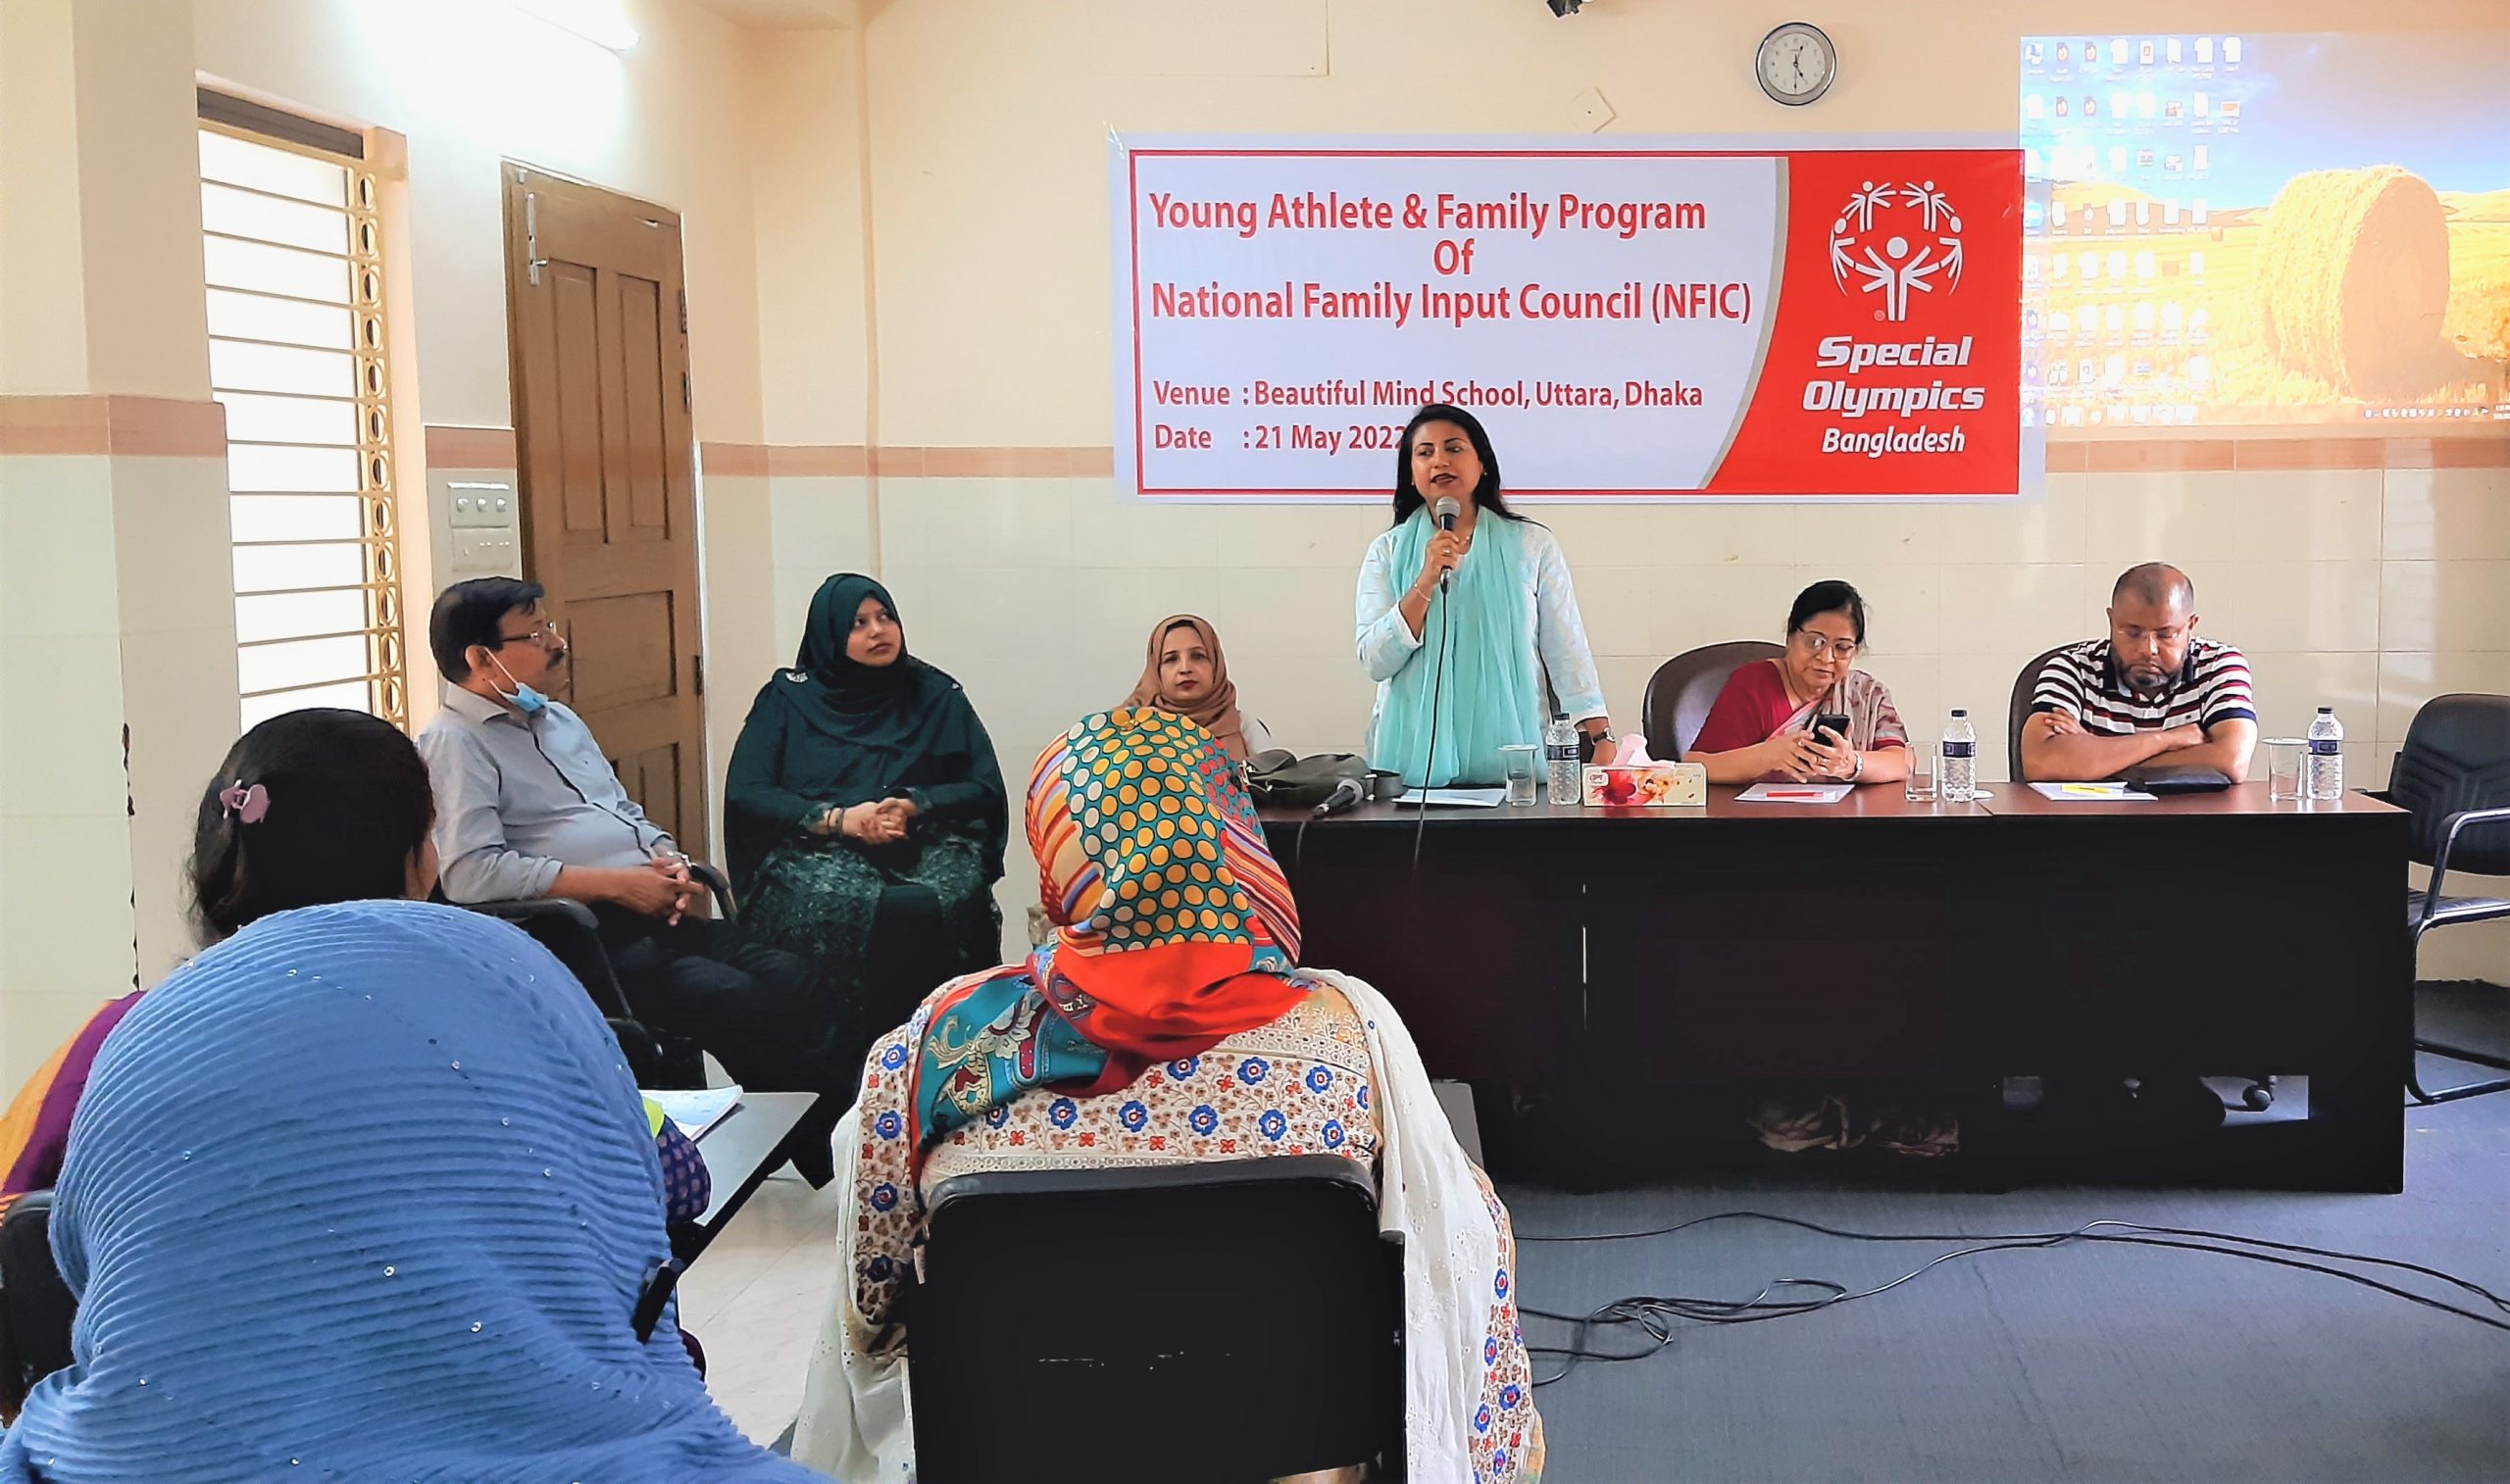 Young Athlete & Family Program
Of
National Family Input Council (NFIC)
Venue : Beautiful Mind School, Uttara, Dhaka
Date : 21 May 2022
®
Special
Olympics
Bangladesh